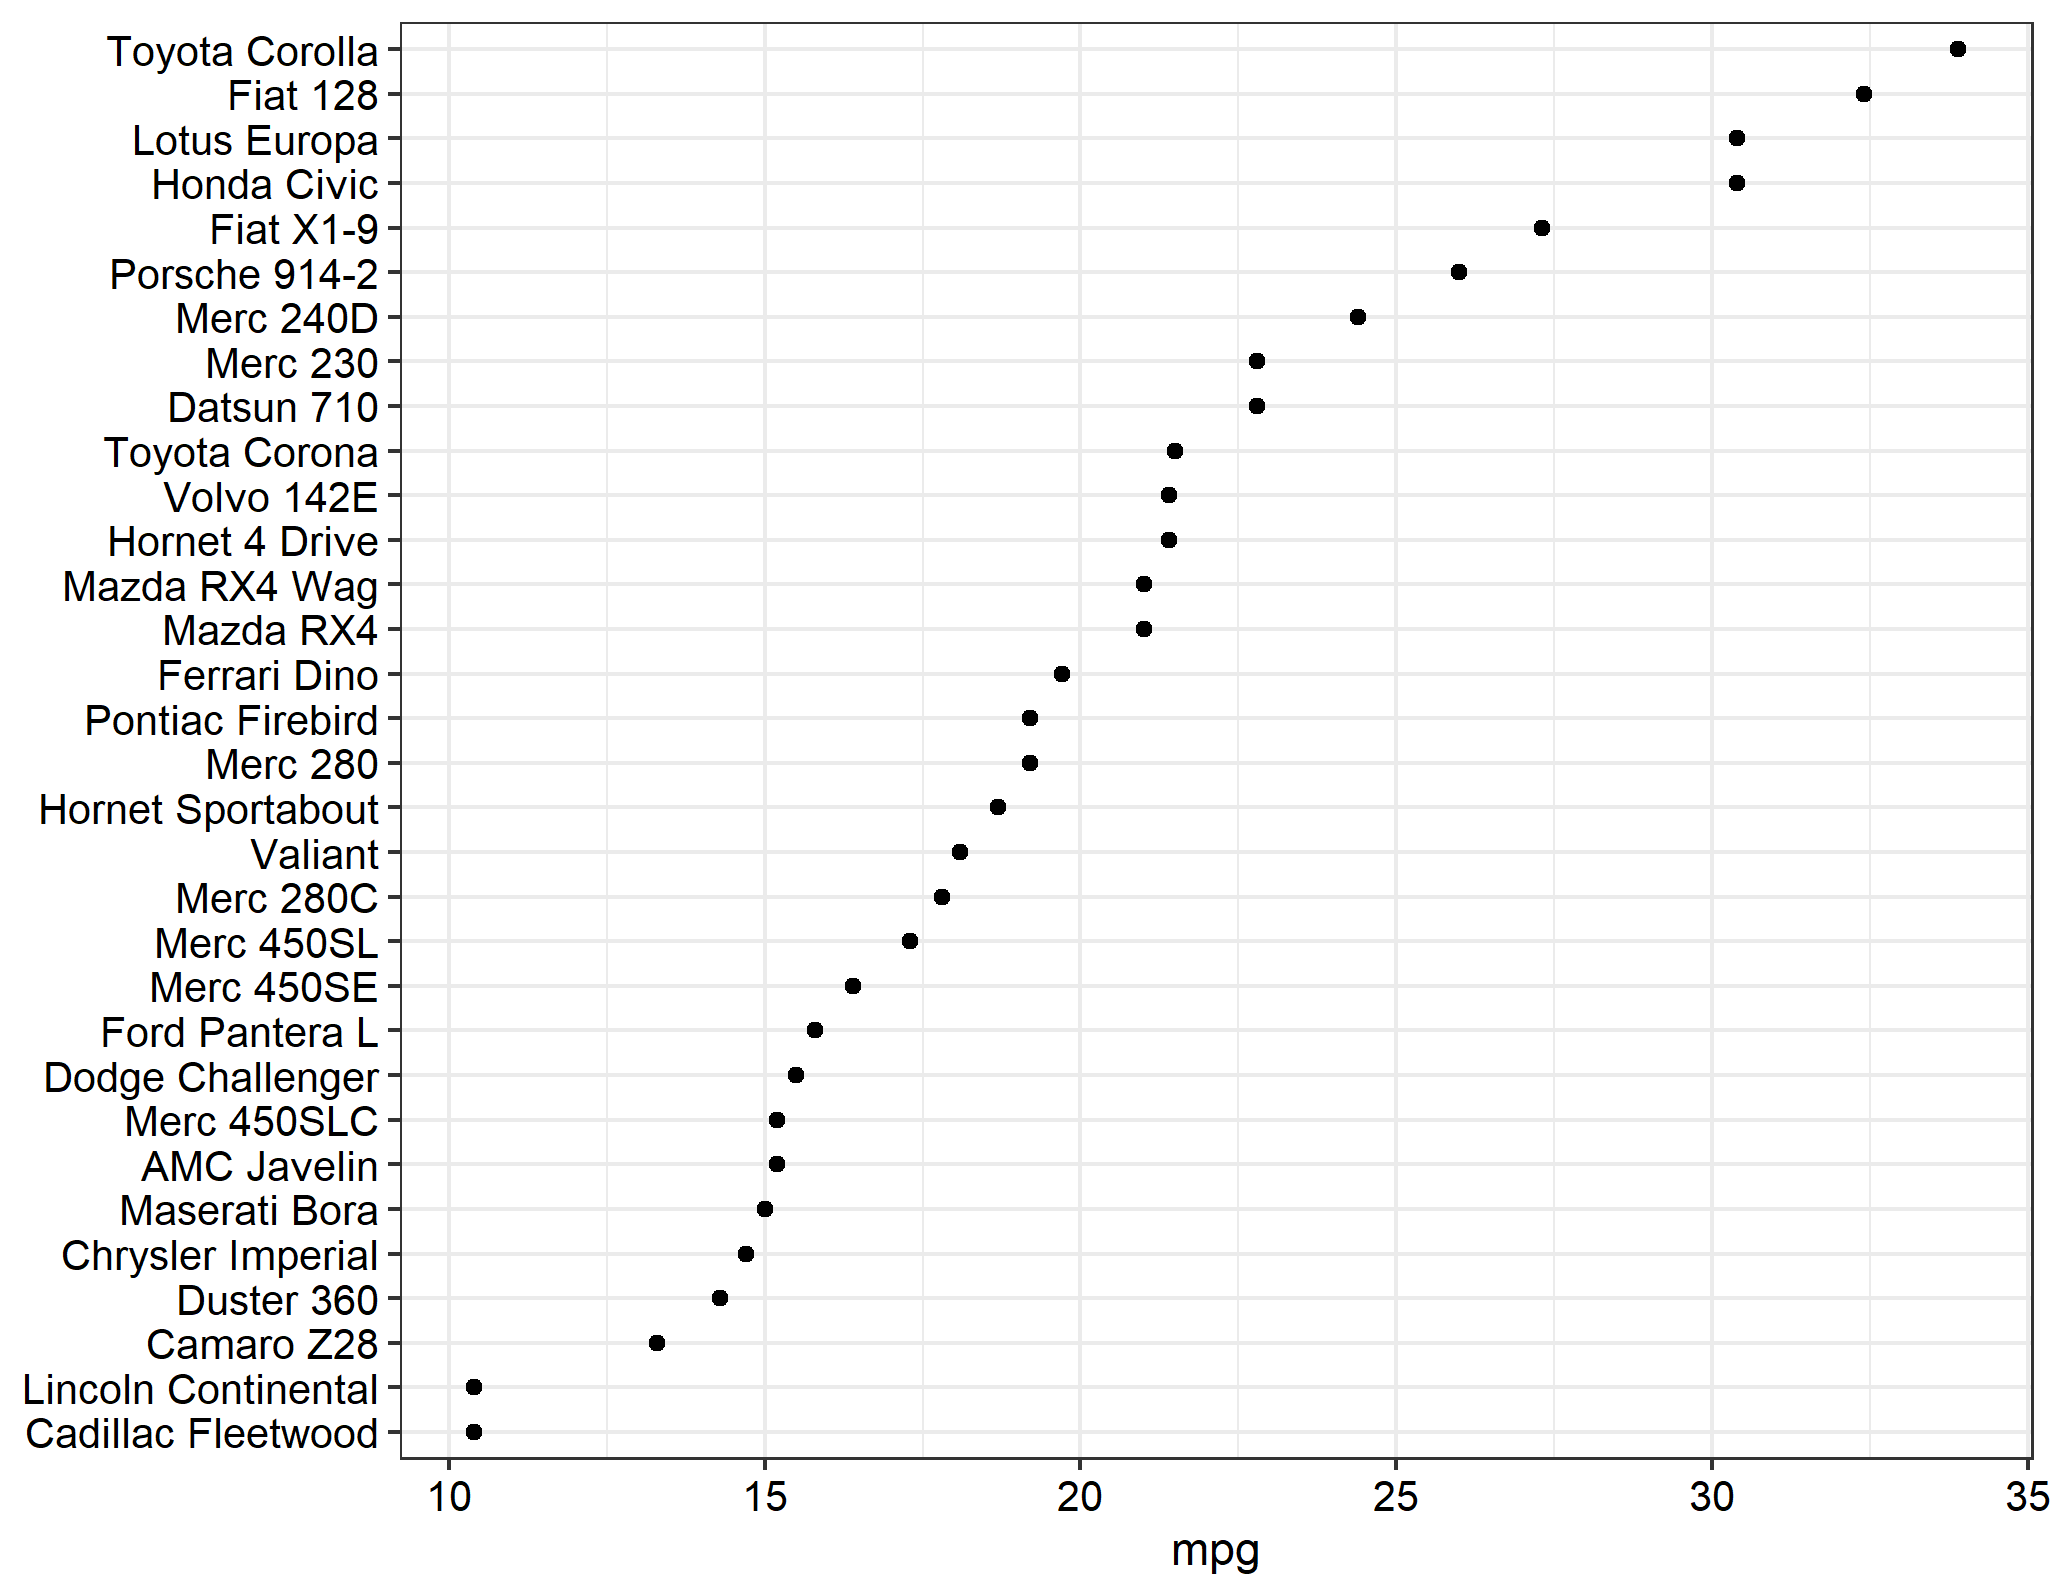 Toyota Corolla
Fiat 128
Lotus Europa
Honda Civic
Fiat X1-9
Porsche 914-2
Merc 240D
Merc 230
Datsun 710
Toyota Corona
Volvo 142E
Hornet 4 Drive
Mazda RX4 Wag
Mazda RX4
Ferrari Dino
Pontiac Firebird
Merc 280
Hornet Sportabout
Valiant
Merc 280C
Merc 450SL
Merc 450SE
Ford Pantera L
Dodge Challenger
Merc 450SLC
AMC Javelin
Maserati Bora
Chrysler Imperial
Duster 360
Camaro Z28
Lincoln Continental
Cadillac Fleetwood
10 15 20 25 30 35
mpg